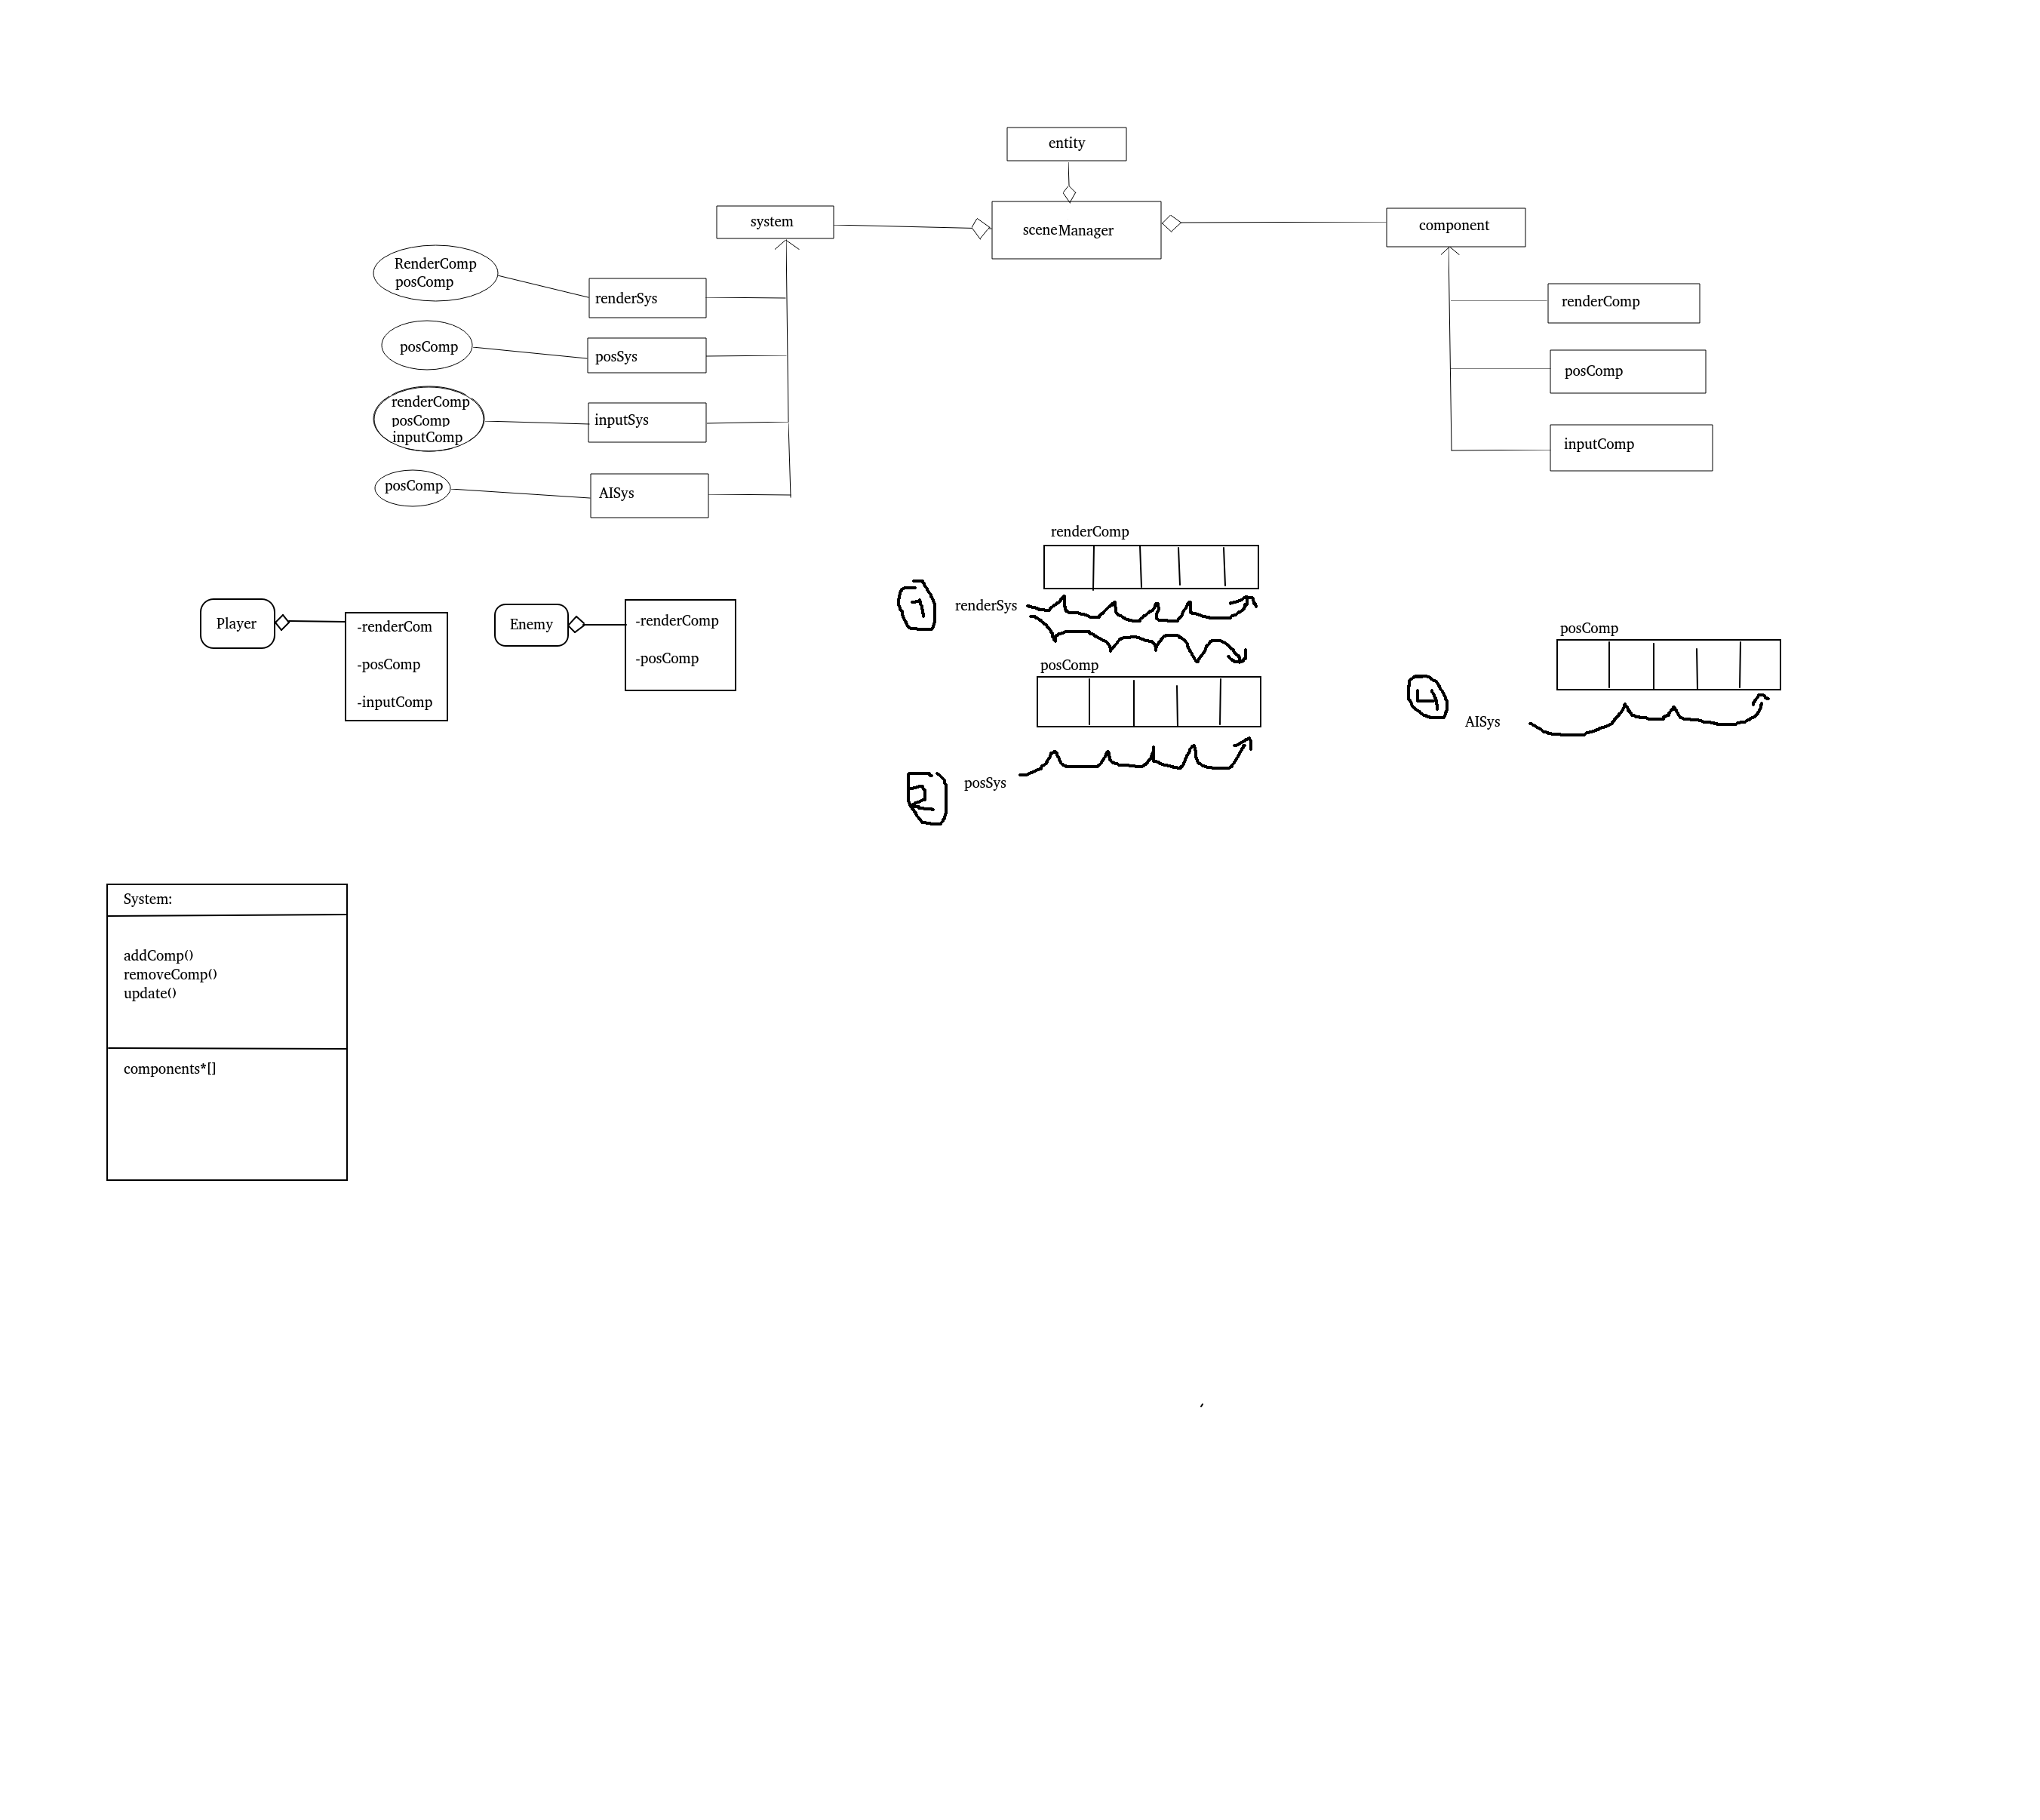 entity
system
sceneManager
component
RenderComp
posComp
renderSys
renderComp
posComp
posSys
posComp
renderComp
posComp
inputComp
inputSys
inputComp
posComp
AISys
renderComp
Player
-renderCom
-posComp
-inputComp
Enemy
-renderComp
-posComp
1
renderSys
posComp
2
posSys
posComp
4
AISys
System:
addComp()
removeComp()
update()
components*[]